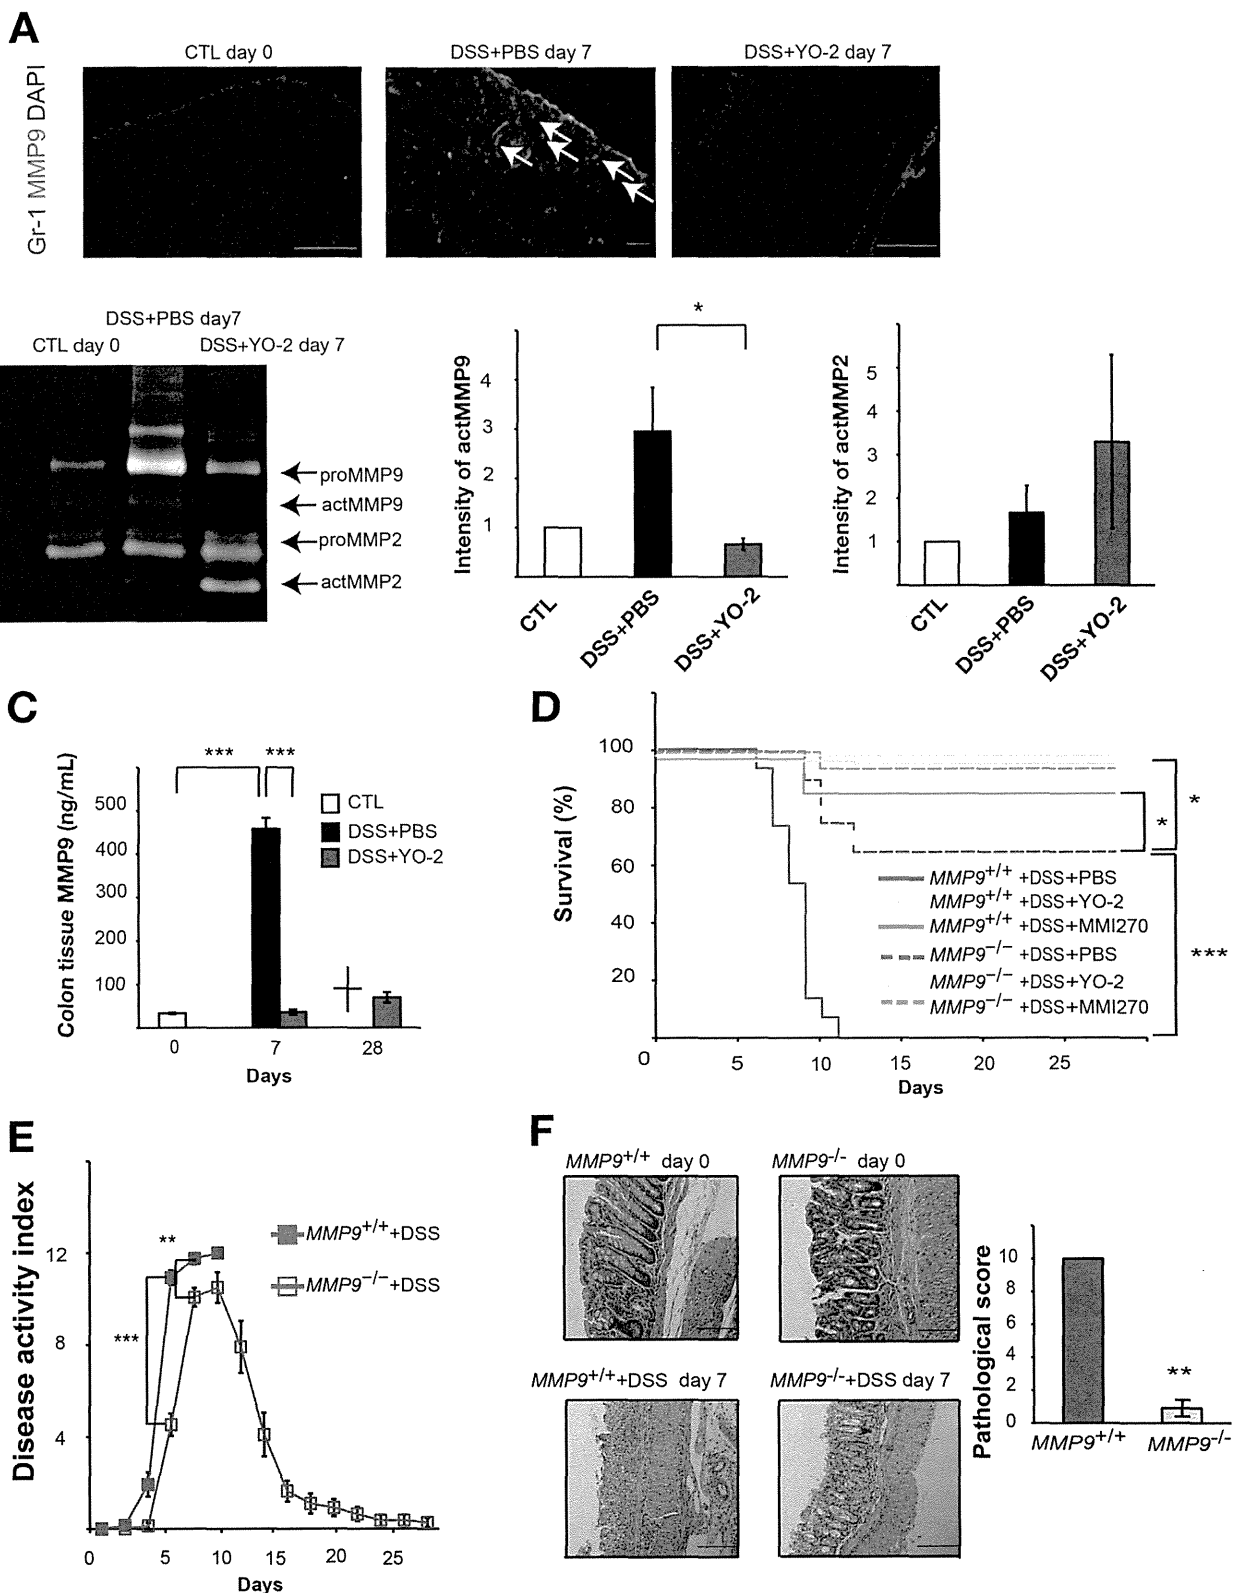 A
CTL day 0
DSS+PBS day 7
DSS+YO-2 day 7
Gr-1 MMP9 DAPI
DSS+PBS day7
CTL day 0
DSS+YO-2 day 7
proMMP9
actMMP9
proMMP2
actMMP2
Intensity of actMMP9
4
3
2
1
*
CTL
DSS+PBS
DSS+YO-2
Intensity of actMMP2
5
4
3
2
1
CTL
DSS+PBS
DSS+YO-2
C
Colon tissue MMP9 (ng/mL)
500
400
300
200
100
***
***
CTL
DSS+PBS
DSS+YO-2
0
7
28
Days
D
Survival (%)
100
80
60
40
20
0
5
10
15
20
25
Days
MMP9+/+ +DSS+PBS
MMP9+/+ +DSS+YO-2
MMP9+/+ +DSS+MMI270
MMP9−/− +DSS+PBS
MMP9−/− +DSS+YO-2
MMP9−/− +DSS+MMI270
*
*
***
E
Disease activity index
12
8
4
**
***
MMP9+/++DSS
MMP9−/−+DSS
0
5
10
15
20
25
Days
F
MMP9+/+ day 0
MMP9-/- day 0
MMP9+/++DSS day 7
MMP9-/-+DSS day 7
Pathological score
10
8
6
4
2
0
**
MMP9+/+
MMP9-/-